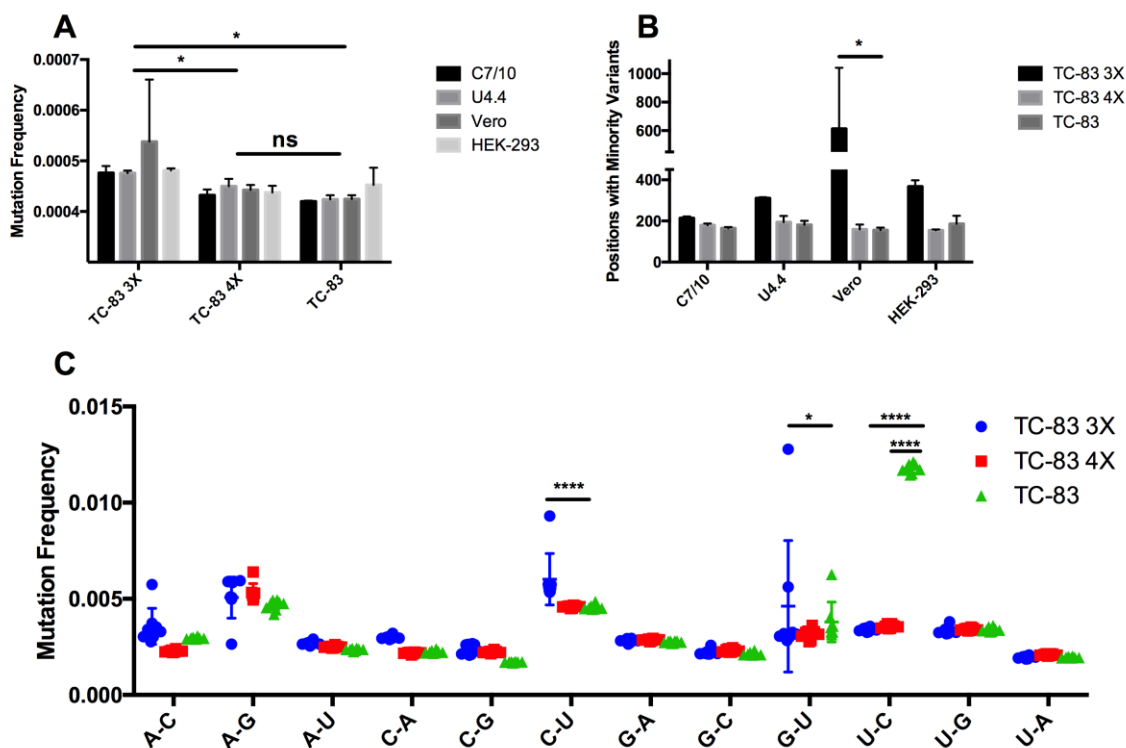 A
*
*
ns
0.0007
0.0006
0.0005
0.0004
Mutation Frequency
TC-83 3X
TC-83 4X
TC-83
C7/10
U4.4
Vero
HEK-293
B
*
1000
800
600
400
200
0
Positions with Minority Variants
C7/10
U4.4
Vero
HEK-293
TC-83 3X
TC-83 4X
TC-83
C
0.015
0.010
0.005
0.000
Mutation Frequency
****
*
****
****
TC-83 3X
TC-83 4X
TC-83
A-C
A-G
A-U
C-A
C-G
C-U
G-A
G-C
G-U
U-C
U-G
U-A